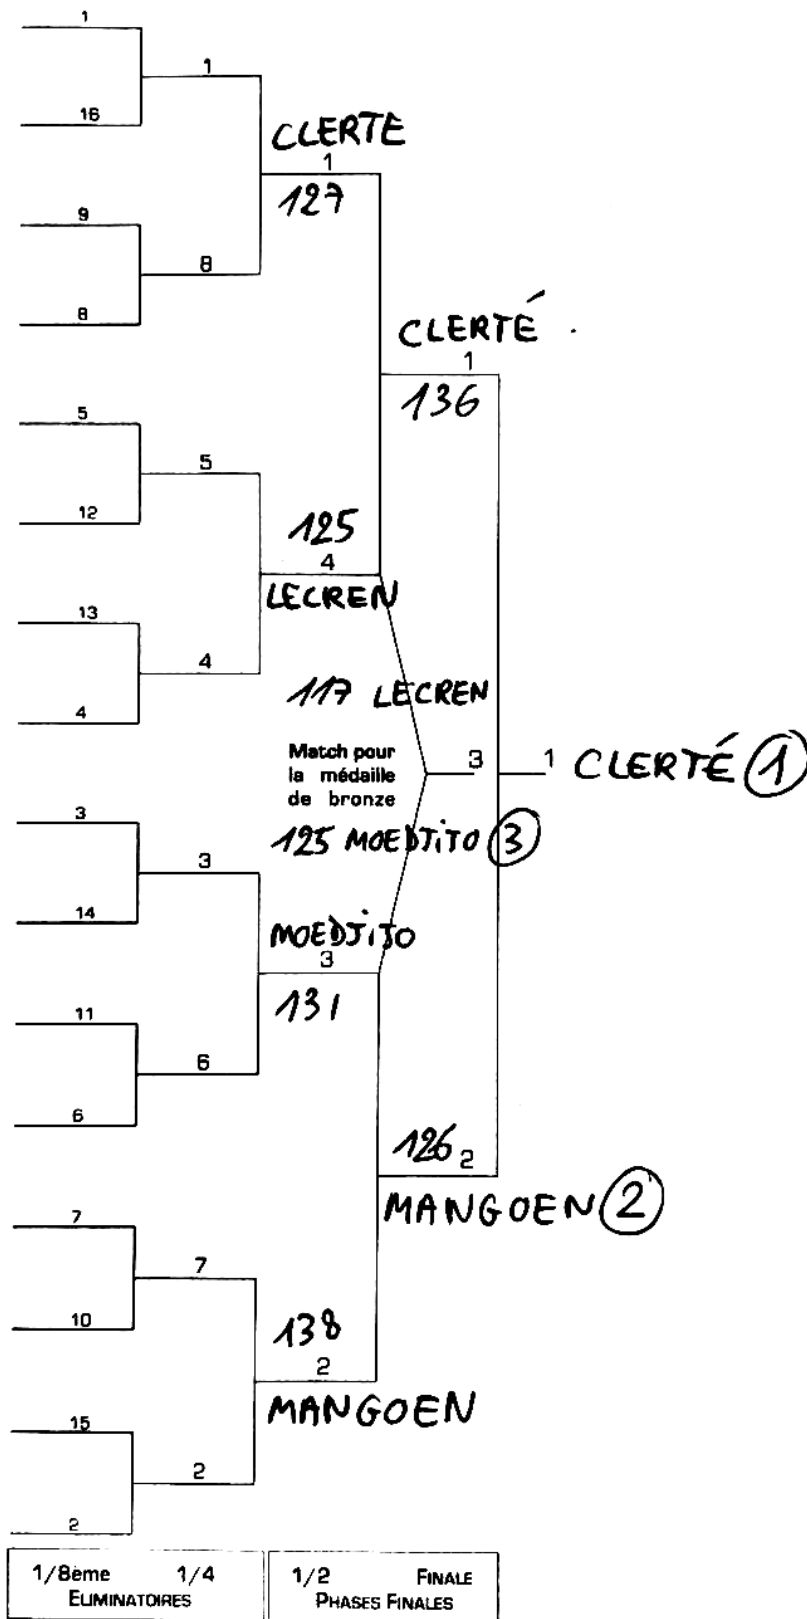 1
1
16
CLERTE
1
127
9
8
8
CLERTÉ
1
136
5
5
12
125
4
LECREN
13
4
4
117 LECREN
Match pour
la médaille
de bronze
3
1 CLERTÉ 1
3
125 MOEDJITO 3
3
14
MOEDJITO
3
131
11
6
6
126 2
MANGOEN 2
7
7
10
138
2
MANGOEN
15
2
2
1/8ème 1/4
ELIMINATOIRES
1/2 FINALE
PHASES FINALES